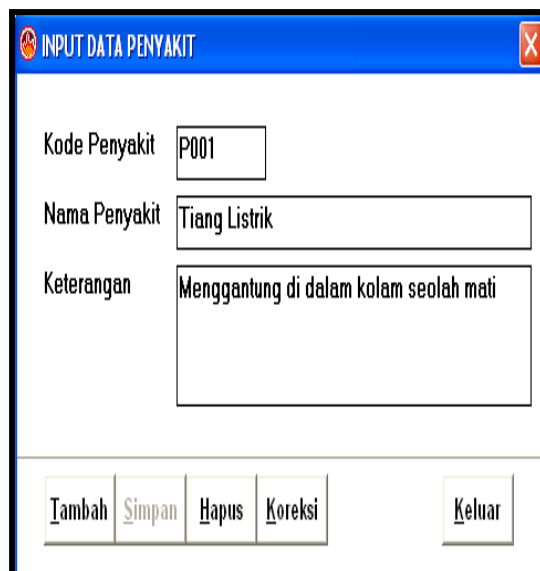 INPUT DATA PENYAKIT
Kode Penyakit P001
Nama Penyakit Tiang Listrik
Keterangan Menggantung di dalam kolam seolah mati
Tambah Simpan Hapus Koreksi Keluar